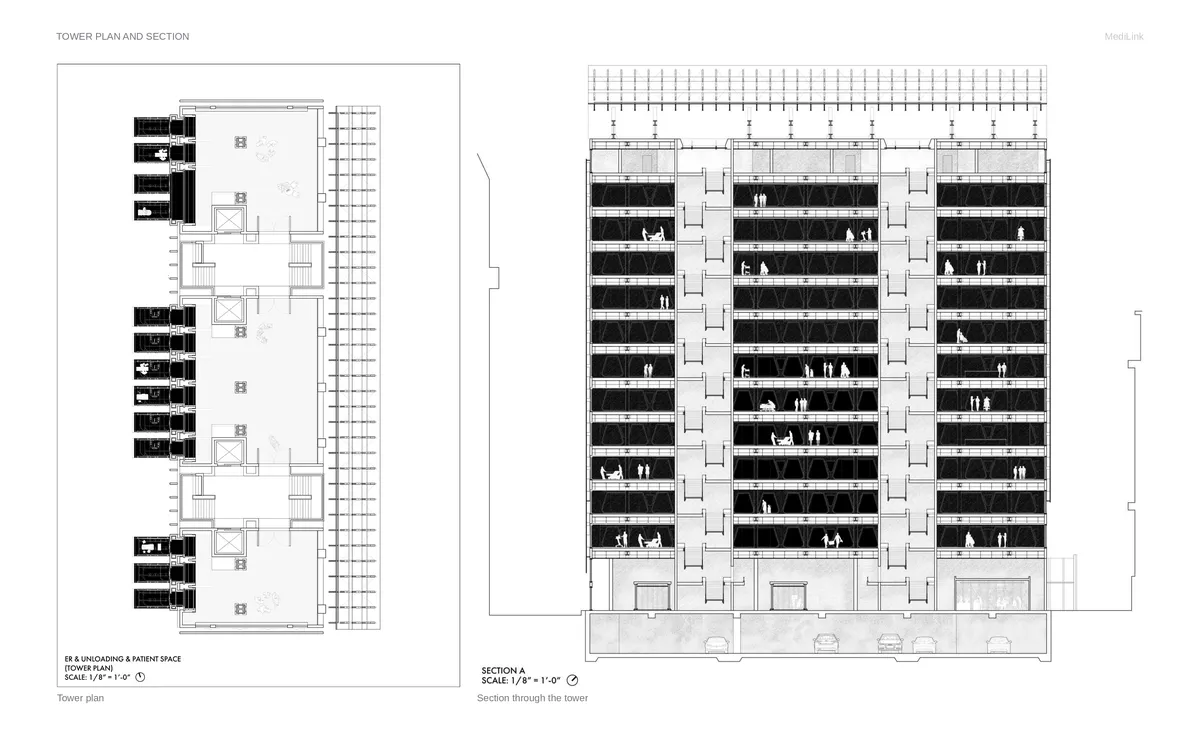 TOWER PLAN AND SECTION
MediLink
ER & UNLOADING & PATIENT SPACE
(TOWER PLAN)
SCALE: 1/8" = 1'-0"
Tower plan
SECTION A
SCALE: 1/8" = 1'-0"
Section through the tower